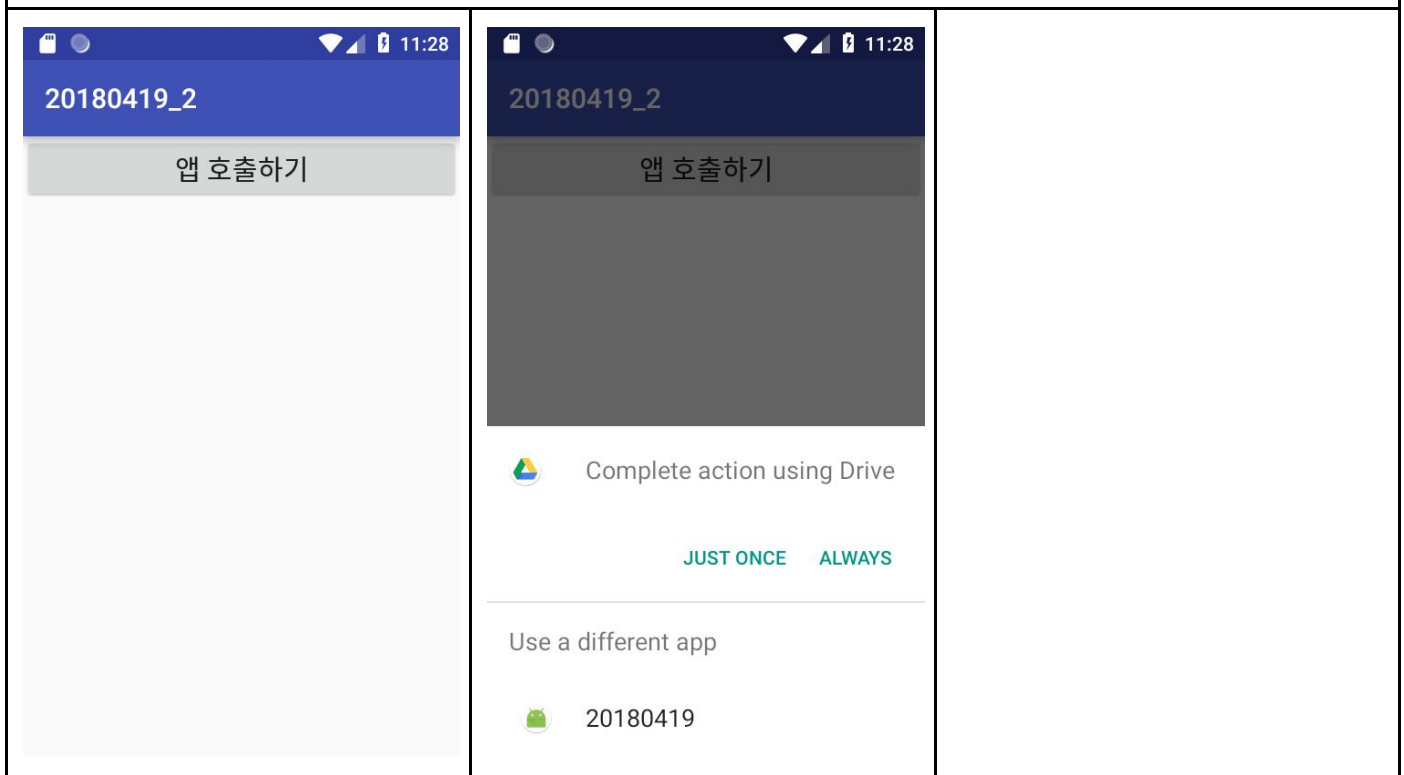 11:28
20180419_2
앱 호출하기
11:28
20180419_2
앱 호출하기
Complete action using Drive
JUST ONCE ALWAYS
Use a different app
20180419